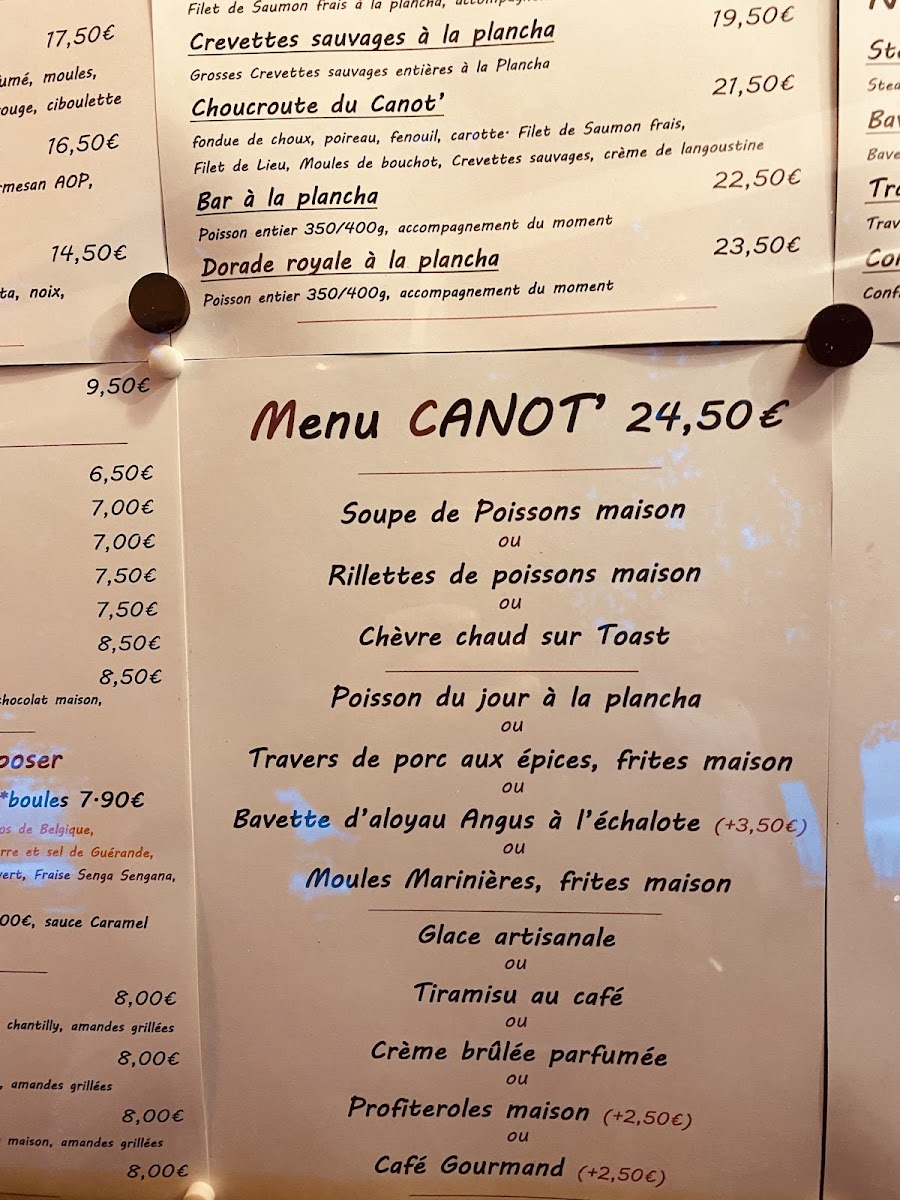 17,50€
moules,
ciboulette
16,50€
AOP,
14,50€
noix,
Filet de Saumon frais à la plancha,
19,50€
Crevettes sauvages à la plancha
Grosses Crevettes sauvages entières à la Plancha
21,50€
Choucroute du Canot'
fondue de choux, poireau, fenouil, carotte· Filet de Saumon frais,
Filet de Lieu, Moules de bouchot, Crevettes sauvages, crème de langoustine
22,50€
Bar à la plancha
Poisson entier 350/400g, accompagnement du moment
23,50€
Dorade royale à la plancha
Poisson entier 350/400g, accompagnement du moment
9,50€
6,50€
7,00€
7,00€
7,50€
7,50€
8,50€
8,50€
chocolat maison,
*boules 7·90€
de Belgique,
et sel de Guérande,
Fraise Senga Sengana,
sauce Caramel
8,00€
chantilly, amandes grillées
8,00€
, amandes grillées
8,00€
maison, amandes grillées
8,00€
Menu CANOT' 24,50€
Soupe de Poissons maison
ou
Rillettes de poissons maison
ou
Chèvre chaud sur Toast
Poisson du jour à la plancha
ou
Travers de porc aux épices, frites maison
ou
Bavette d'aloyau Angus à l'échalote (+3,50€)
ou
Moules Marinières, frites maison
Glace artisanale
ou
Tiramisu au café
ou
Crème brûlée parfumée
ou
Profiteroles maison (+2,50€)
ou
Café Gourmand (+2,50€)